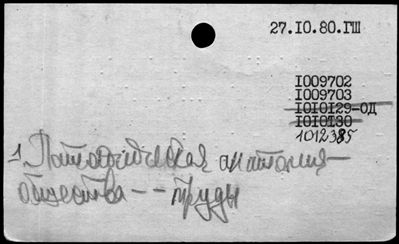 27.10.80.ГШ
1009702
1009703
1010129-ОД
1010130
1012385
1 Патологическая анатомия—
общества -- труды